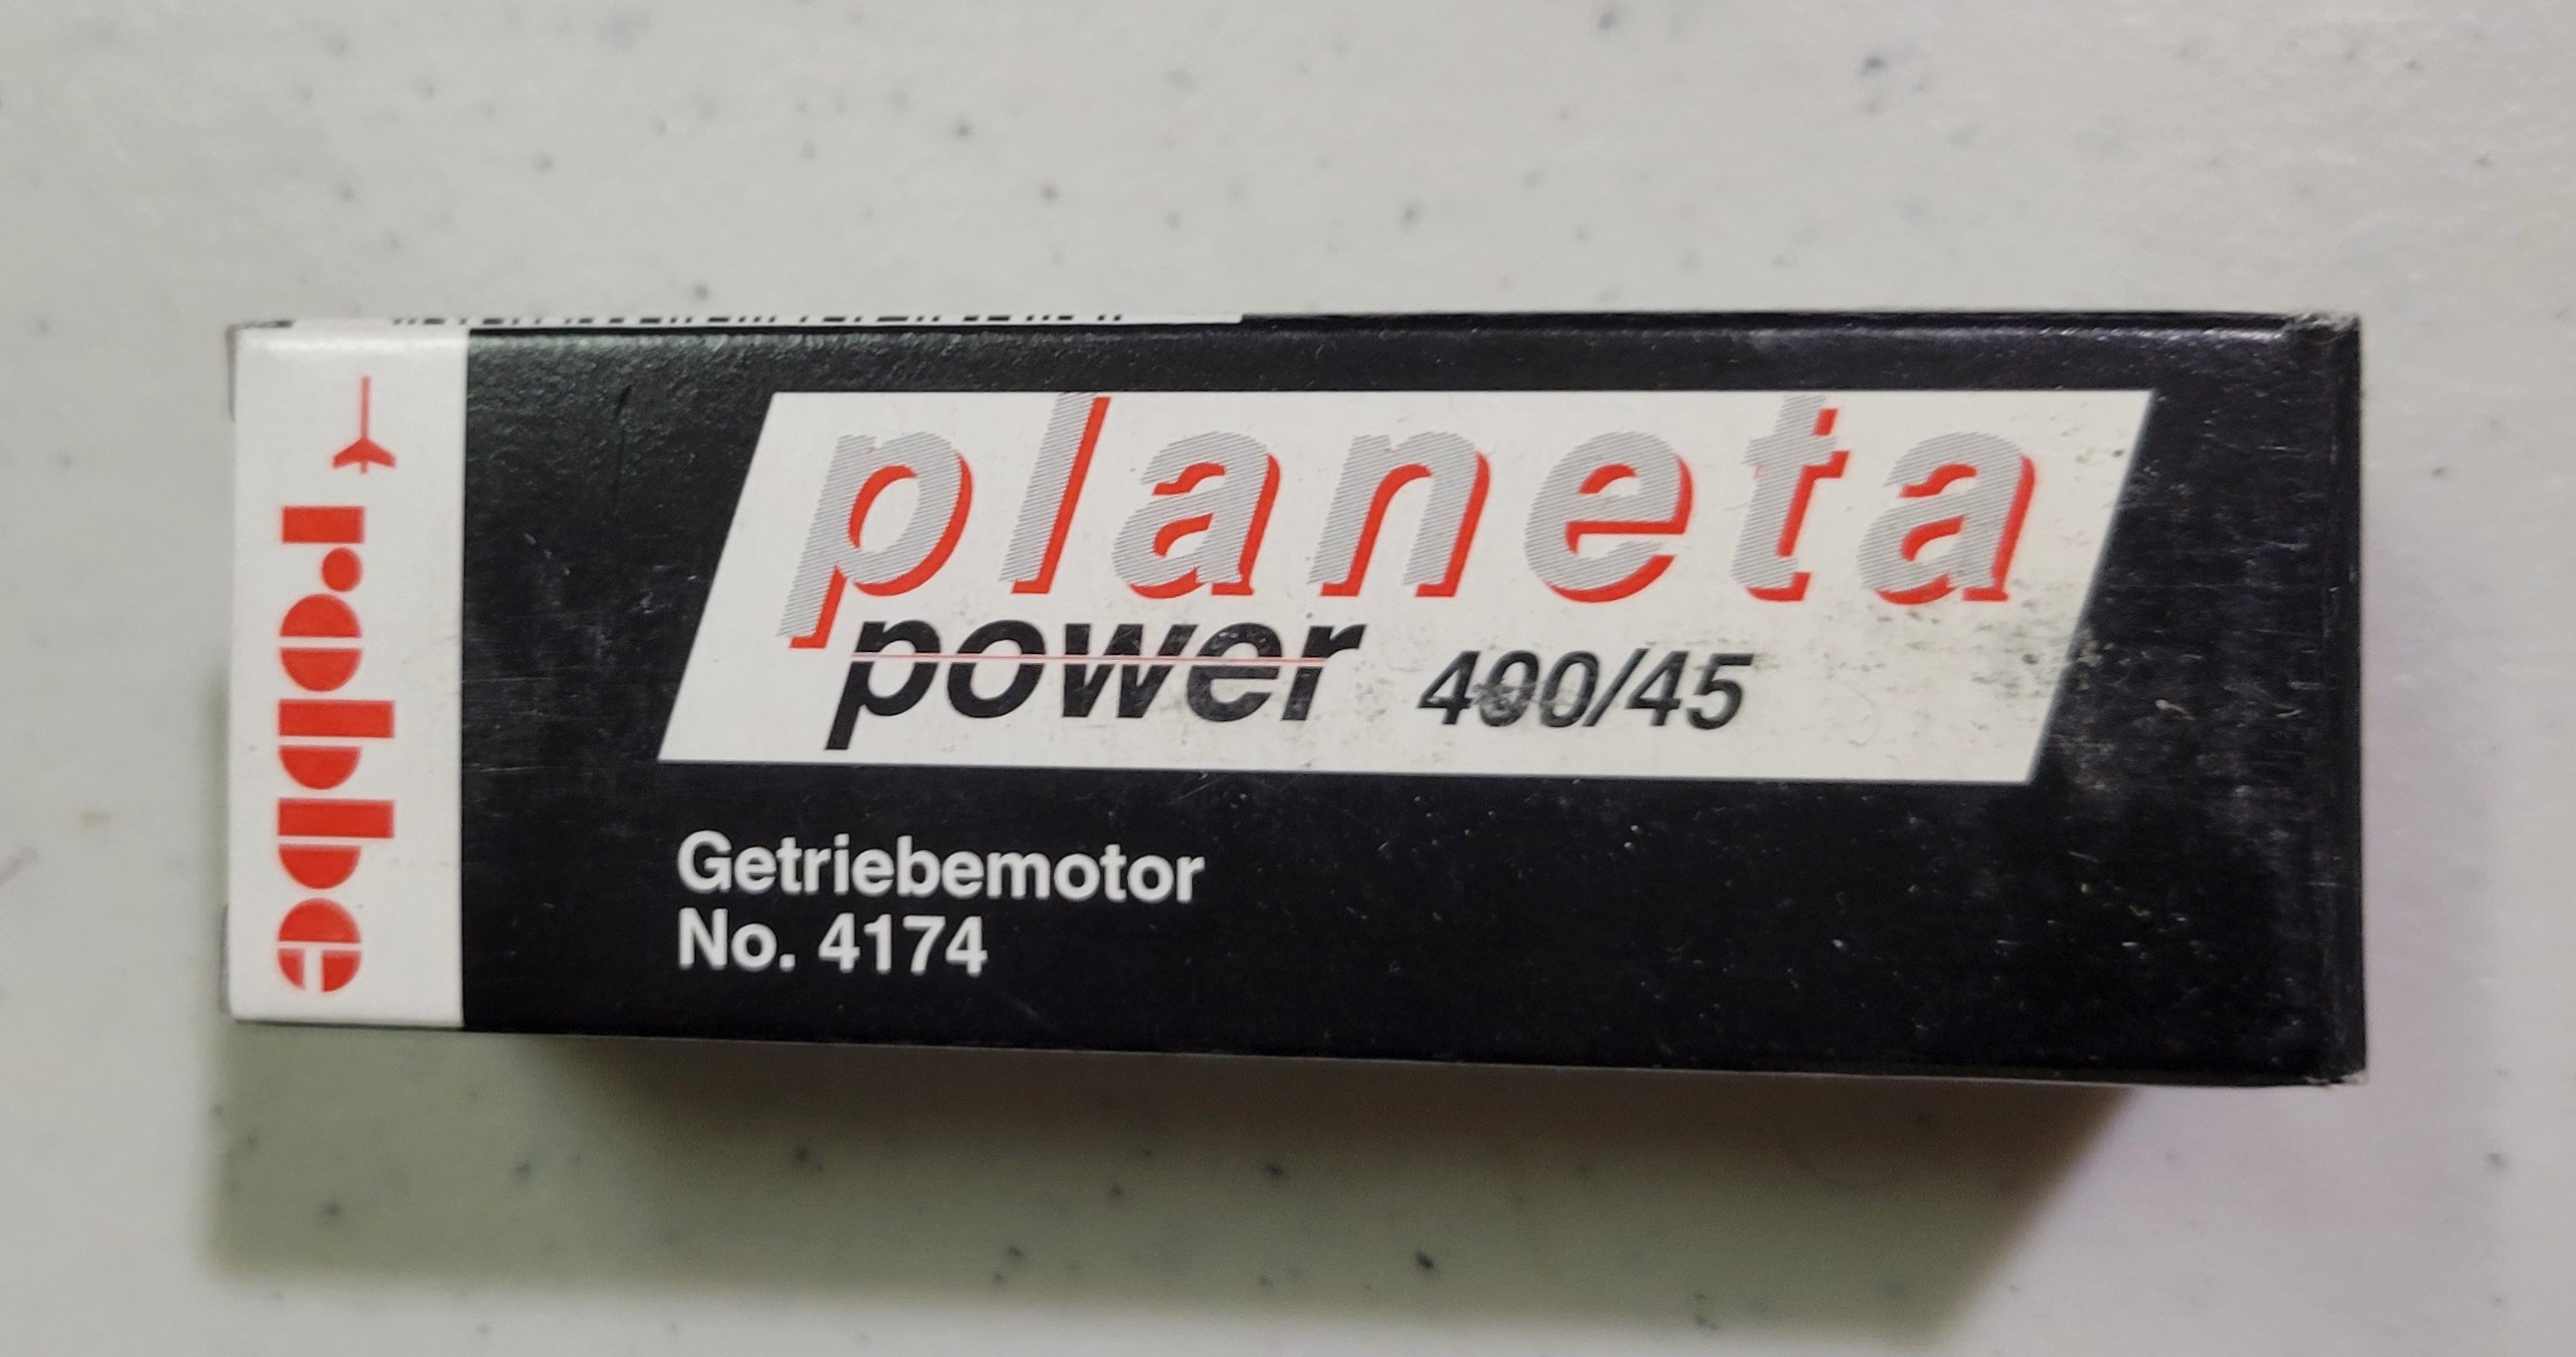 robbe
planeta
power 400/45
Getriebemotor
No. 4174